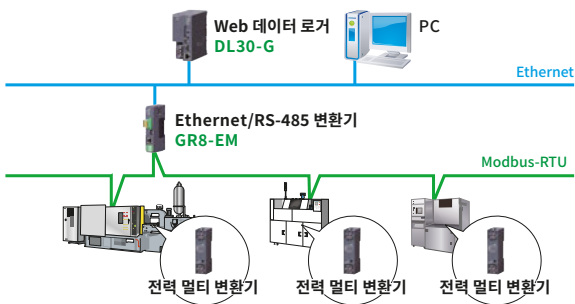 Web 데이터 로거
DL30-G
PC
Ethernet
Ethernet/RS-485 변환기
GR8-EM
Modbus-RTU
전력 멀티 변환기
전력 멀티 변환기
전력 멀티 변환기